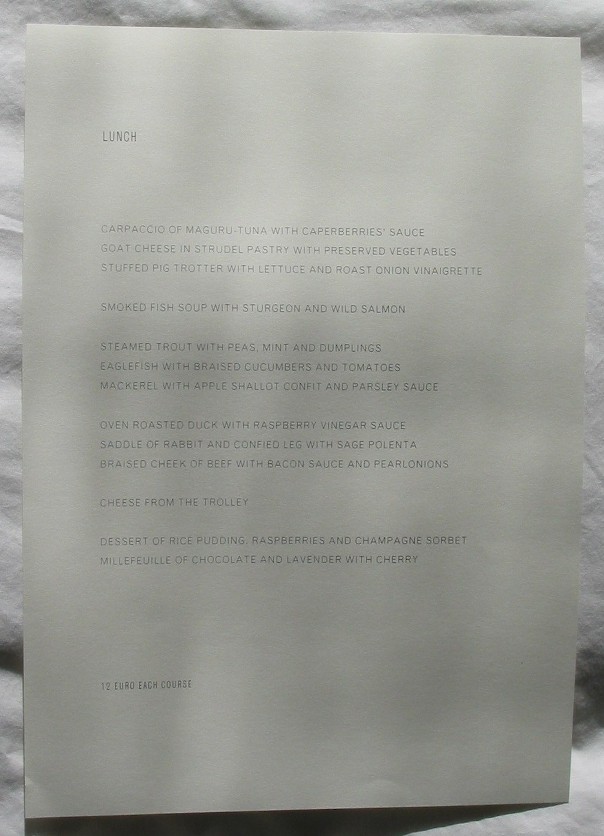 LUNCH
CARPACCIO OF MAGURU-TUNA WITH CAPERBERRIES' SAUCE
GOAT CHEESE IN STRUDEL PASTRY WITH PRESERVED VEGETABLES
STUFFED PIG TROTTER WITH LETTUCE AND ROAST ONION VINAIGRETTE
SMOKED FISH SOUP WITH STURGEON AND WILD SALMON
STEAMED TROUT WITH PEAS, MINT AND DUMPLINGS
EAGLEFISH WITH BRAISED CUCUMBERS AND TOMATOES
MACKEREL WITH APPLE SHALLOT CONFIT AND PARSLEY SAUCE
OVEN ROASTED DUCK WITH RASPBERRY VINEGAR SAUCE
SADDLE OF RABBIT AND CONFIED LEG WITH SAGE POLENTA
BRAISED CHEEK OF BEEF WITH BACON SAUCE AND PEARLONIONS
CHEESE FROM THE TROLLEY
DESSERT OF RICE PUDDING, RASPBERRIES AND CHAMPAGNE SORBET
MILLEFEUILLE OF CHOCOLATE AND LAVENDER WITH CHERRY
12 EURO EACH COURSE